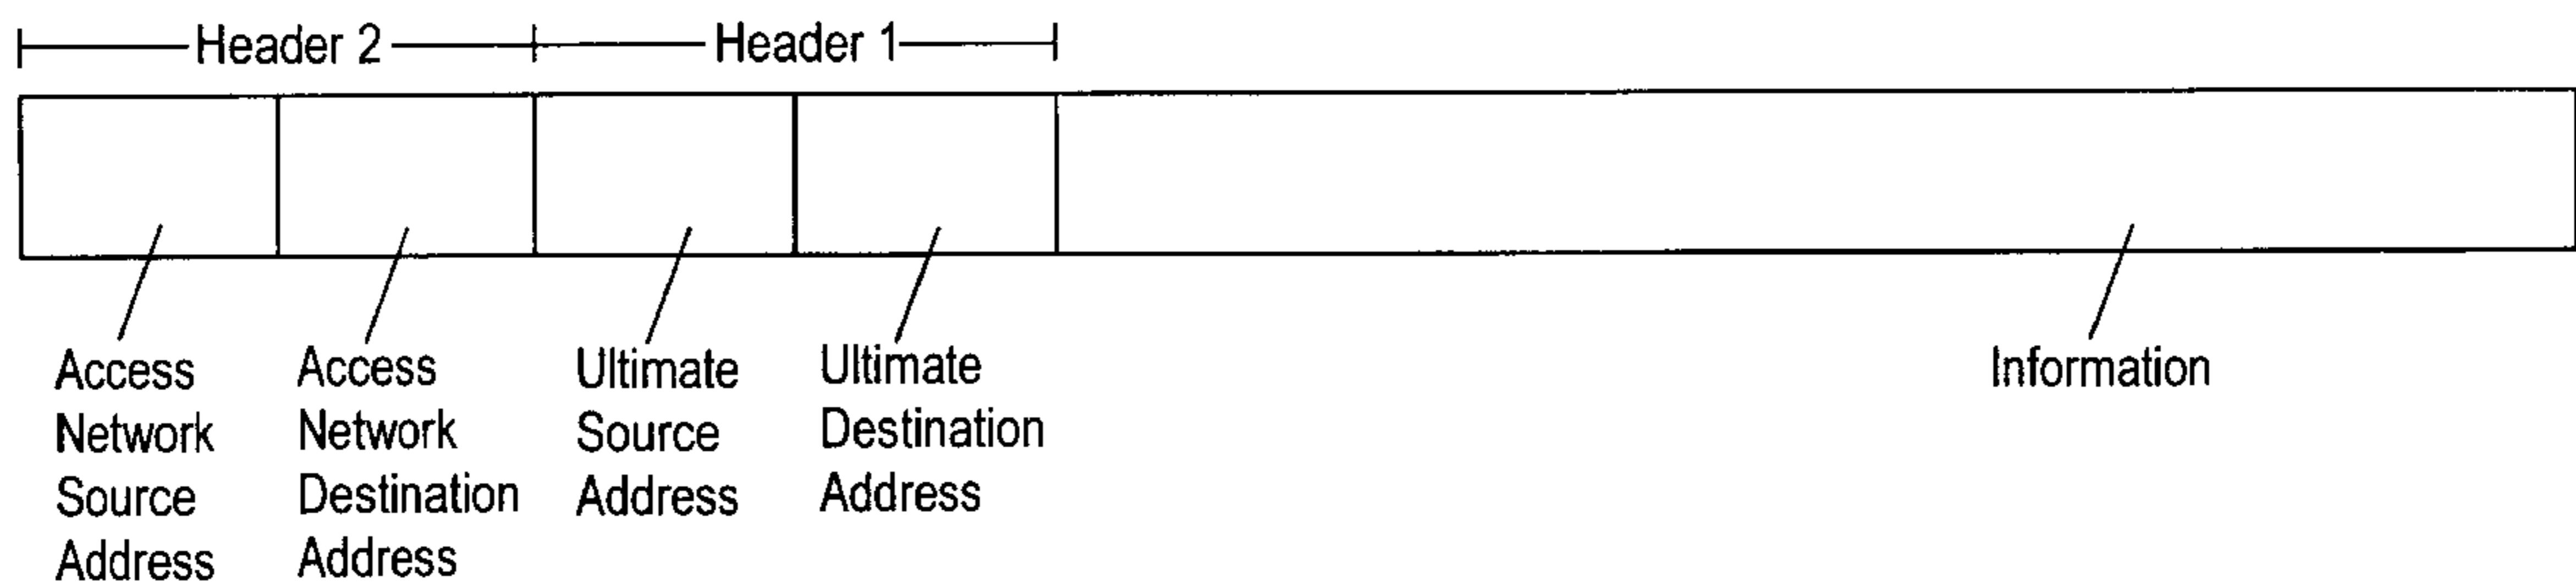 Header 2
Header 1
Access
Network
Source
Address
Access
Network
Destination
Address
Ultimate
Source
Address
Ultimate
Destination
Address
Information